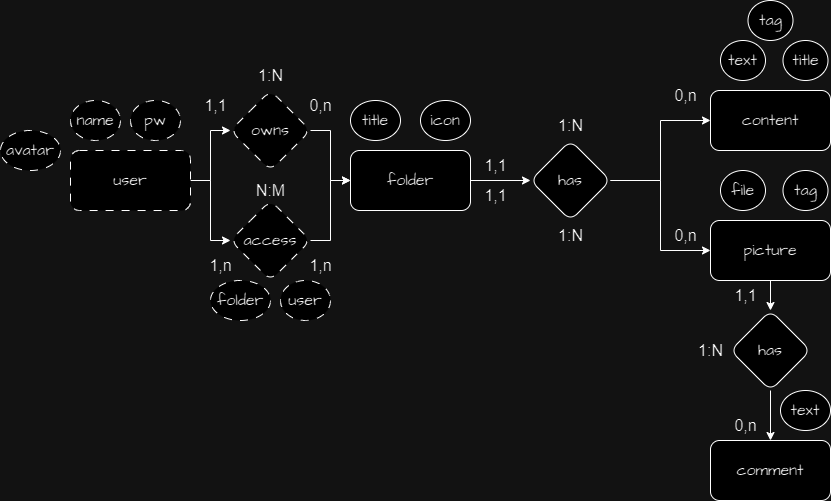 tag
text
title
1:N
0,n
1,1
0,n
content
name
pw
owns
title
icon
1:N
avatar
user
folder
1,1
has
file
tag
1,1
N:M
access
1:N
0,n
picture
1,n
1,n
folder
user
1,1
1:N
has
text
0,n
comment